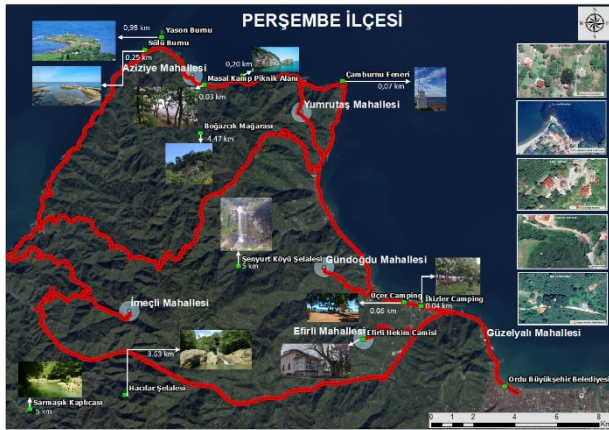 PERŞEMBE İLÇESİ
0,98 km
Yason Burnu
Sülü Burnu
0.25 km
Aziziye Mahallesi
0,20 km
Masal Kamp Piknik Alanı
0.03 km
Çamburnu Feneri
0,07 km
Yumrutaş Mahallesi
Boğazcık Mağarası
4.47 km
Şenyurt Köyü Şelalesi
5 km
Gündoğdu Mahallesi
Üçer Camping
İkizler Camping
0.06 km
0.04 km
İmeçli Mahallesi
Efirli Mahallesi
Efirli Hekim Camisi
Güzelyalı Mahallesi
Hacılar Şelalesi
Sarmaşık Kaplıcası
5 km
Ordu Büyükşehir Belediyesi
0 1 2 4 6 8